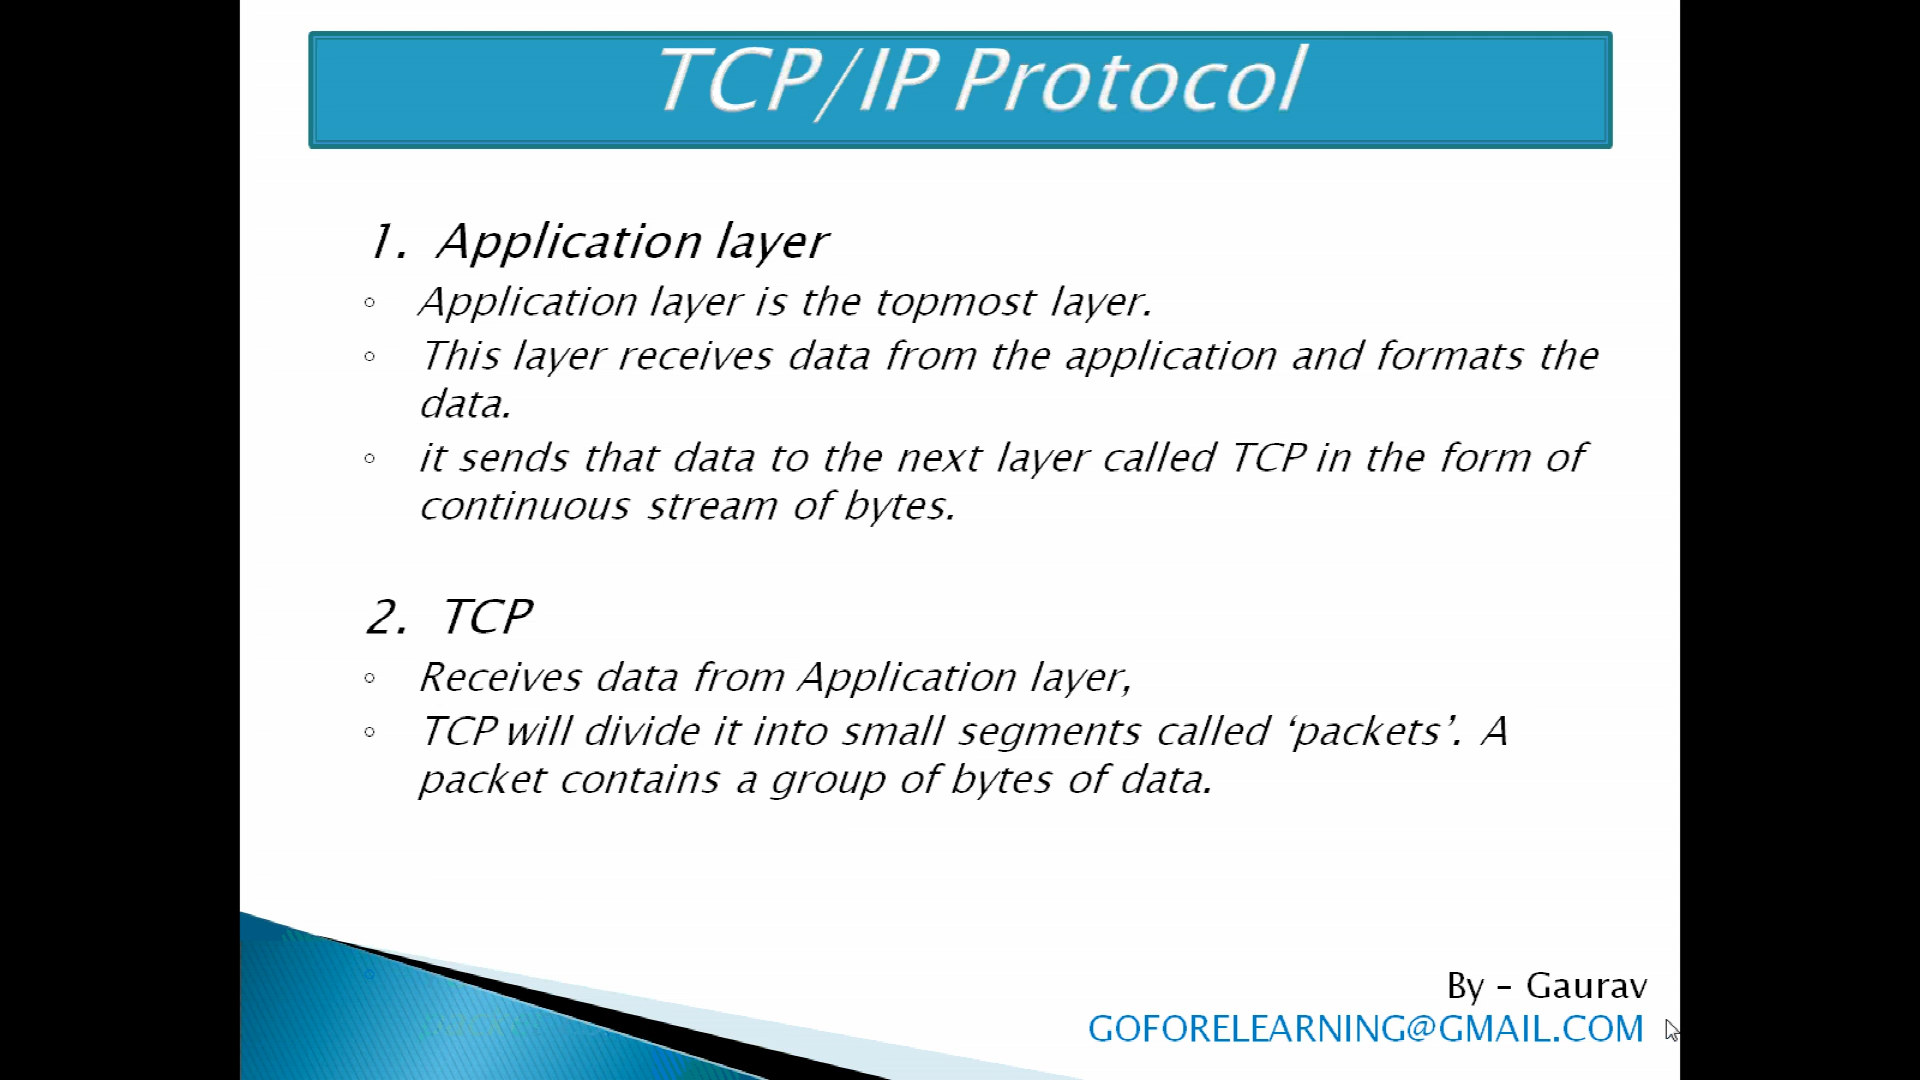 TCP/IP Protocol
1. Application layer
◦ Application layer is the topmost layer.
◦ This layer receives data from the application and formats the
data.
◦ it sends that data to the next layer called TCP in the form of
continuous stream of bytes.
2. TCP
◦ Receives data from Application layer,
◦ TCP will divide it into small segments called ‘packets’. A
packet contains a group of bytes of data.
By – Gaurav
GOFORELEARNING@GMAIL.COM